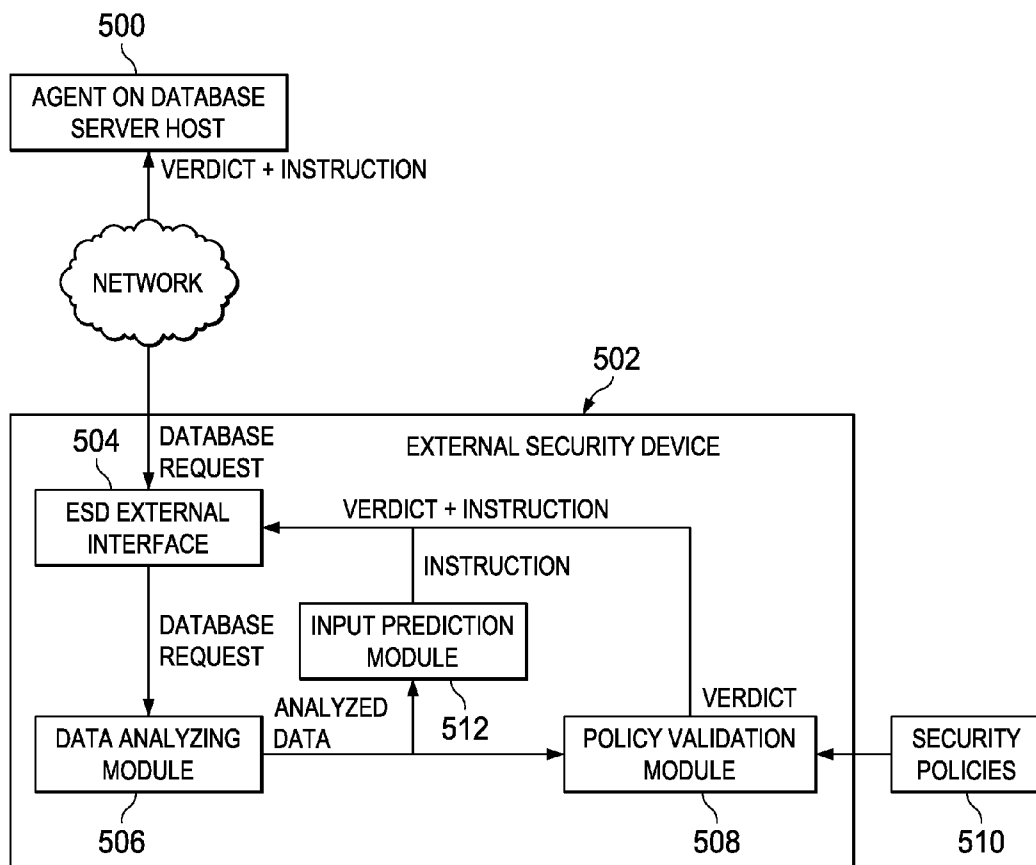 500
AGENT ON DATABASE
SERVER HOST
VERDICT + INSTRUCTION
NETWORK
502
504
DATABASE
REQUEST
EXTERNAL SECURITY DEVICE
ESD EXTERNAL
INTERFACE
VERDICT + INSTRUCTION
INSTRUCTION
DATABASE
REQUEST
INPUT PREDICTION
MODULE
512
ANALYZED
DATA
VERDICT
DATA ANALYZING
MODULE
506
POLICY VALIDATION
MODULE
508
SECURITY
POLICIES
510